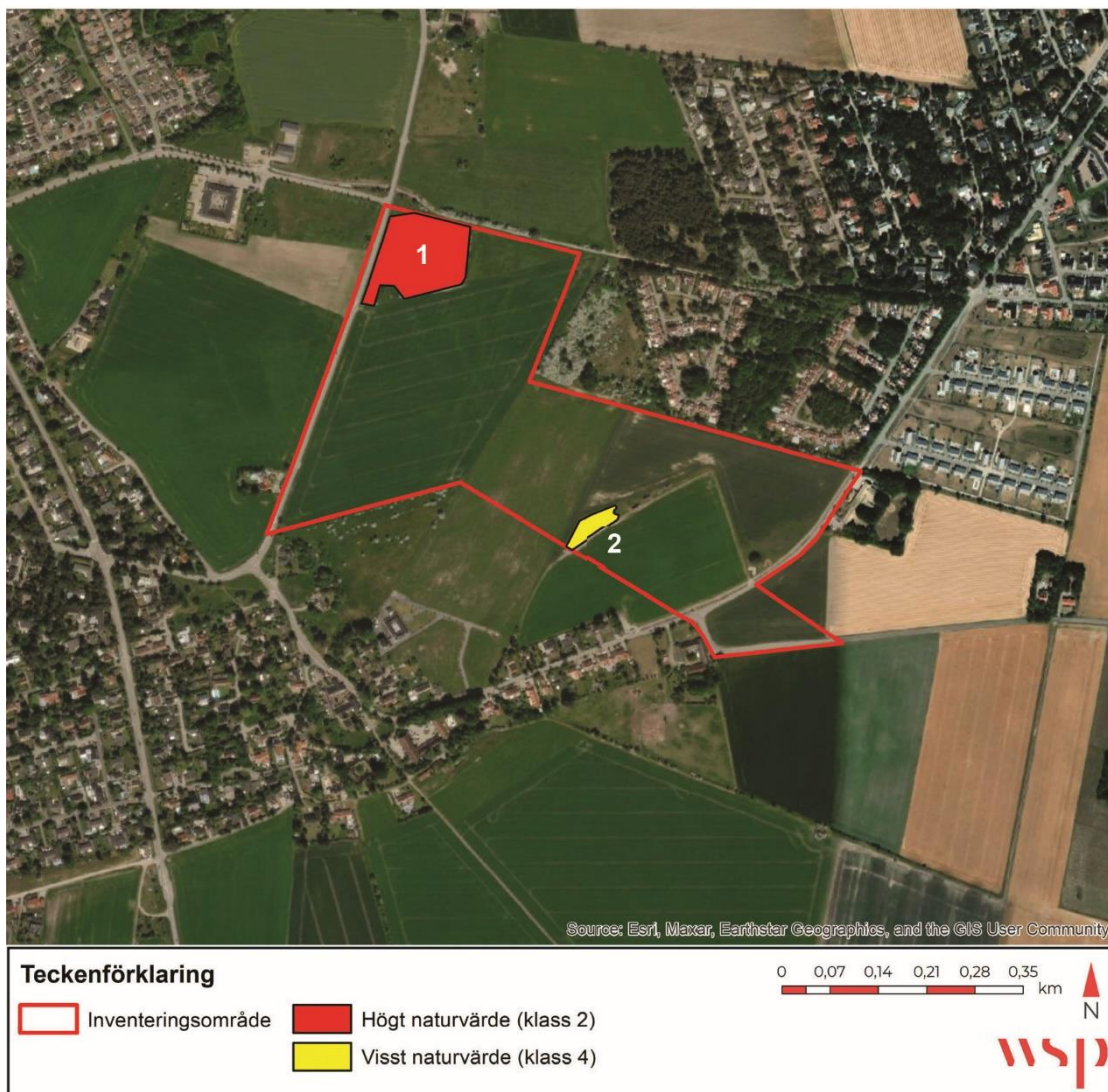 1
2
Source: Esri, Maxar, Earthstar Geographics, and the GIS User Community
Teckenförklaring
Inventeringsområde
Högt naturvärde (klass 2)
Visst naturvärde (klass 4)
0 0,07 0,14 0,21 0,28 0,35
km
N
wsp